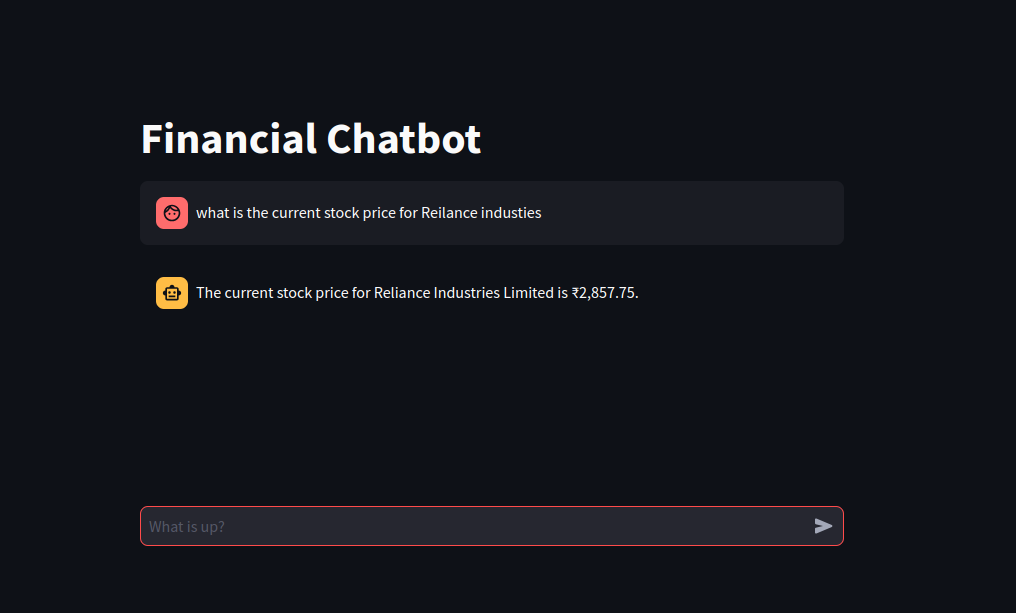 Financial Chatbot
what is the current stock price for Reilance industies
The current stock price for Reliance Industries Limited is ₹2,857.75.
What is up?